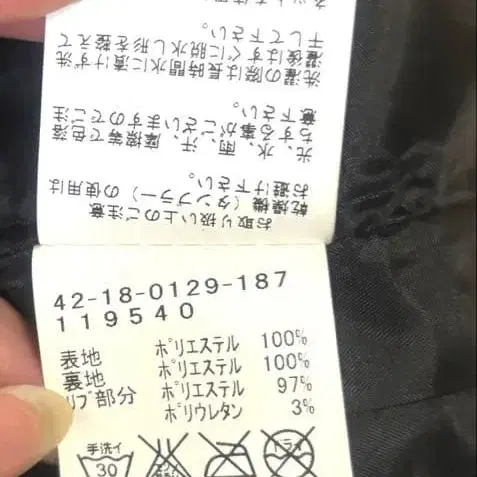 お取り扱い上のご注意
乾燥機(タンブラー)の使用は
お避け下さい。
光、水、雨、汗、摩擦等で色落
ちする事がございますのでご注
意下さい。
洗濯の際は長時間水に漬けず洗
濯後はすぐに脱水し形を整えて
干して下さい。
42-18-0129-187
119540
表地 ポリエステル 100%
裏地 ポリエステル 100%
リブ部分 ポリエステル 97%
ポリウレタン 3%
手洗イ 30 ドライ